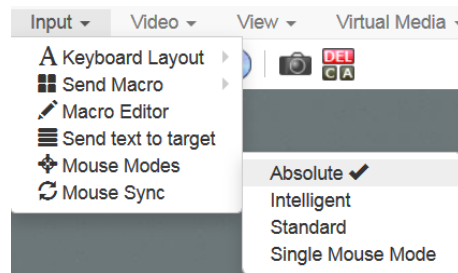 Input Video View Virtual Media
DEL
C A
A Keyboard Layout
Send Macro
Macro Editor
Send text to target
Mouse Modes
Mouse Sync
Absolute
Intelligent
Standard
Single Mouse Mode